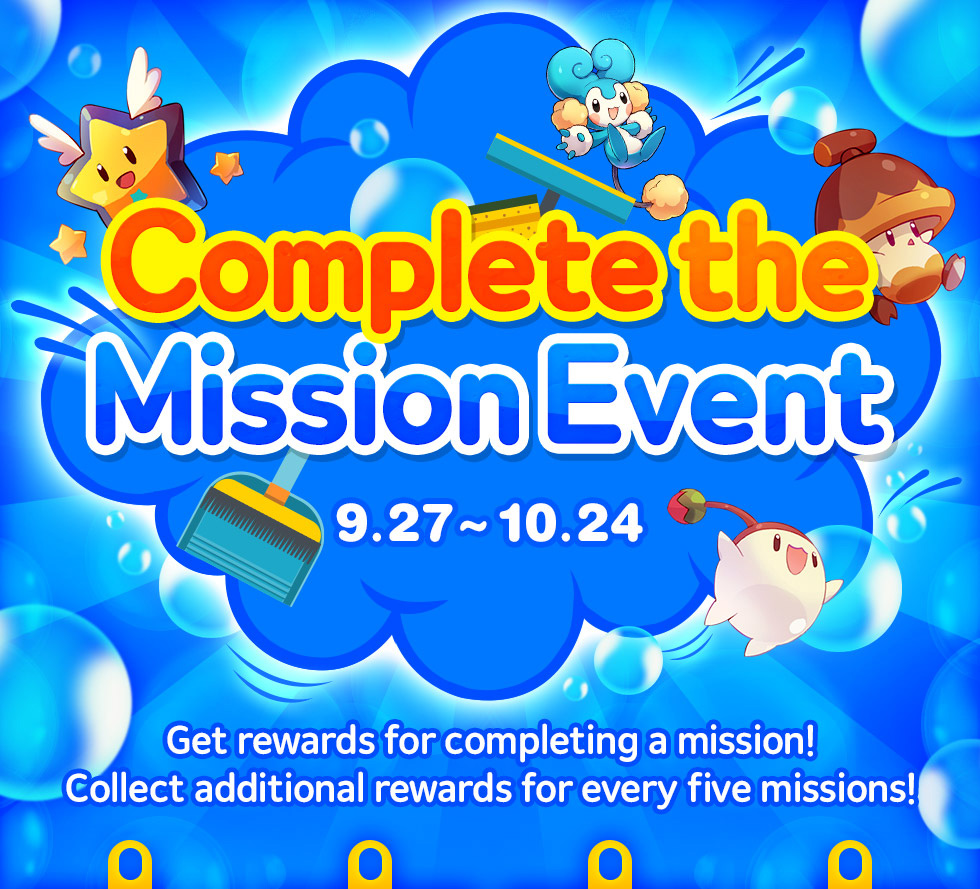 Complete the
Mission Event
9.27~10.24
Get rewards for completing a mission!
Collect additional rewards for every five missions!